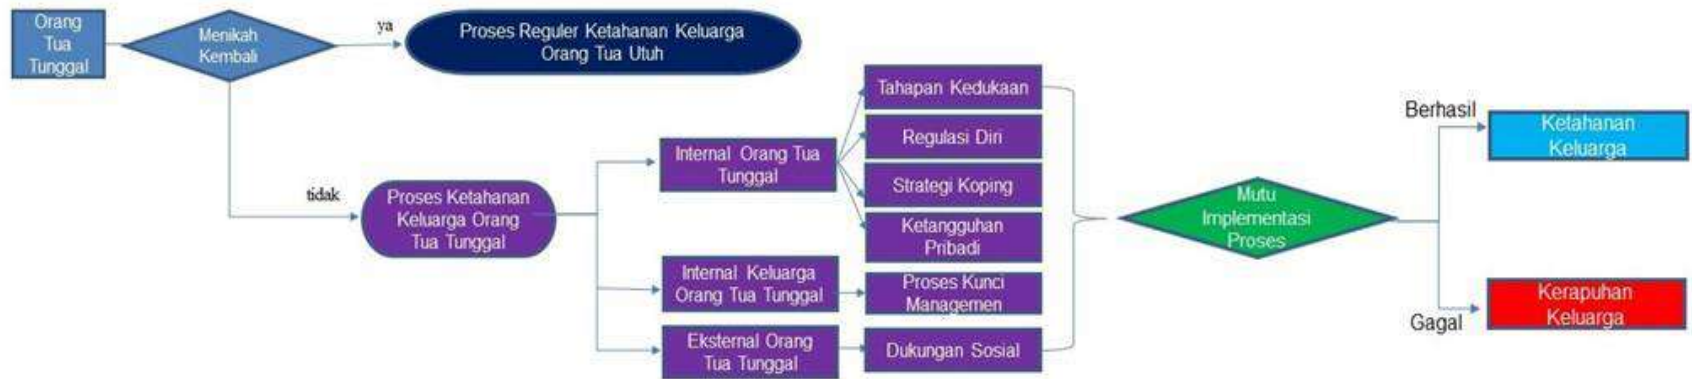 Orang
Tua
Tunggal
Menikah
Kembali
ya
Proses Reguler Ketahanan Keluarga
Orang Tua Utuh
tidak
Proses Ketahanan
Keluarga Orang
Tua Tunggal
Internal Orang Tua
Tunggal
Internal Keluarga
Orang Tua Tunggal
Eksternal Orang
Tua Tunggal
Tahapan Kedukaan
Regulasi Diri
Strategi Koping
Ketangguhan
Pribadi
Proses Kunci
Managemen
Dukungan Sosial
Mutu
Implementasi
Proses
Berhasil
Ketahanan
Keluarga
Gagal
Kerapuhan
Keluarga